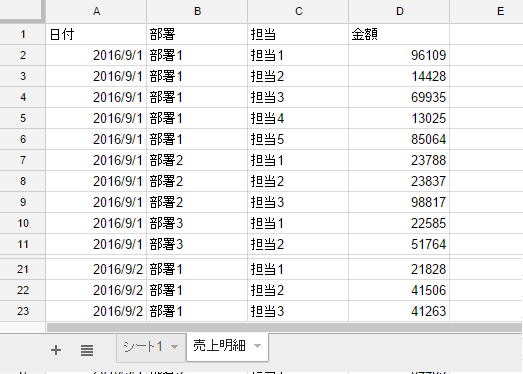 A B C D E
1 日付 部署 担当 金額
2 2016/9/1 部署1 担当1 96109
3 2016/9/1 部署1 担当2 14428
4 2016/9/1 部署1 担当3 69935
5 2016/9/1 部署1 担当4 13025
6 2016/9/1 部署1 担当5 85064
7 2016/9/1 部署2 担当1 23788
8 2016/9/1 部署2 担当2 23837
9 2016/9/1 部署2 担当3 98817
10 2016/9/1 部署3 担当1 22585
11 2016/9/1 部署3 担当2 51764
21 2016/9/2 部署1 担当1 21828
22 2016/9/2 部署1 担当2 41506
23 2016/9/2 部署1 担当3 41263
シート1 売上明細